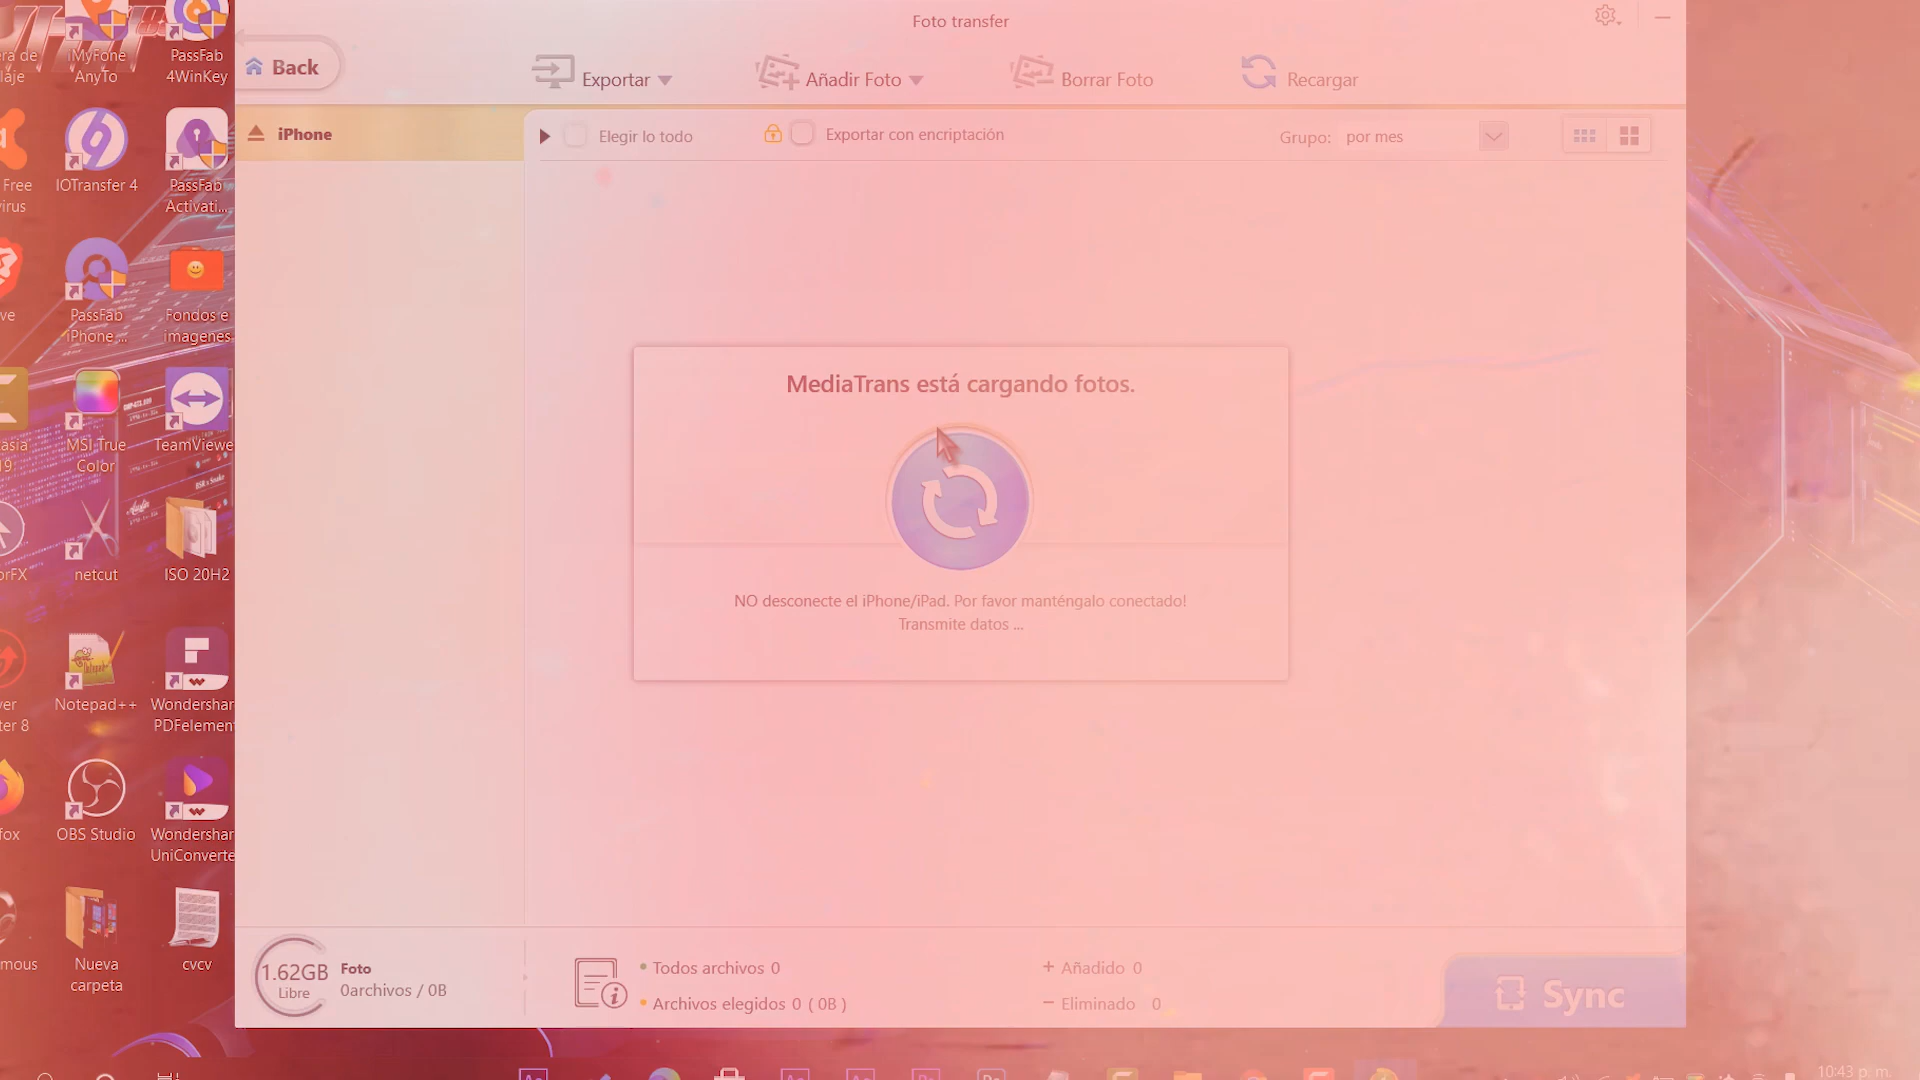 Foto transfer
Back
Exportar
Añadir Foto
Borrar Foto
Recargar
iPhone
Elegir lo todo
Exportar con encriptación
Grupo: por mes
MediaTrans está cargando fotos.
NO desconecte el iPhone/iPad. Por favor manténgalo conectado!
Transmite datos ...
1.62GB
Libre
Foto
0archivos / 0B
Todos archivos 0
Archivos elegidos 0 ( 0B )
+ Añadido 0
− Eliminado 0
Sync
iMyFone
AnyTo
PassFab
4WinKey
IOTransfer 4
PassFab
Activati...
Free
PassFab
iPhone ...
Fondos e
imagenes
MSI True
Color
TeamViewe
netcut
ISO 20H2
Notepad++
Wondershar
PDFelement
OBS Studio
Wondershar
UniConverte
Nueva
carpeta
cvcv
10:43 p. m.